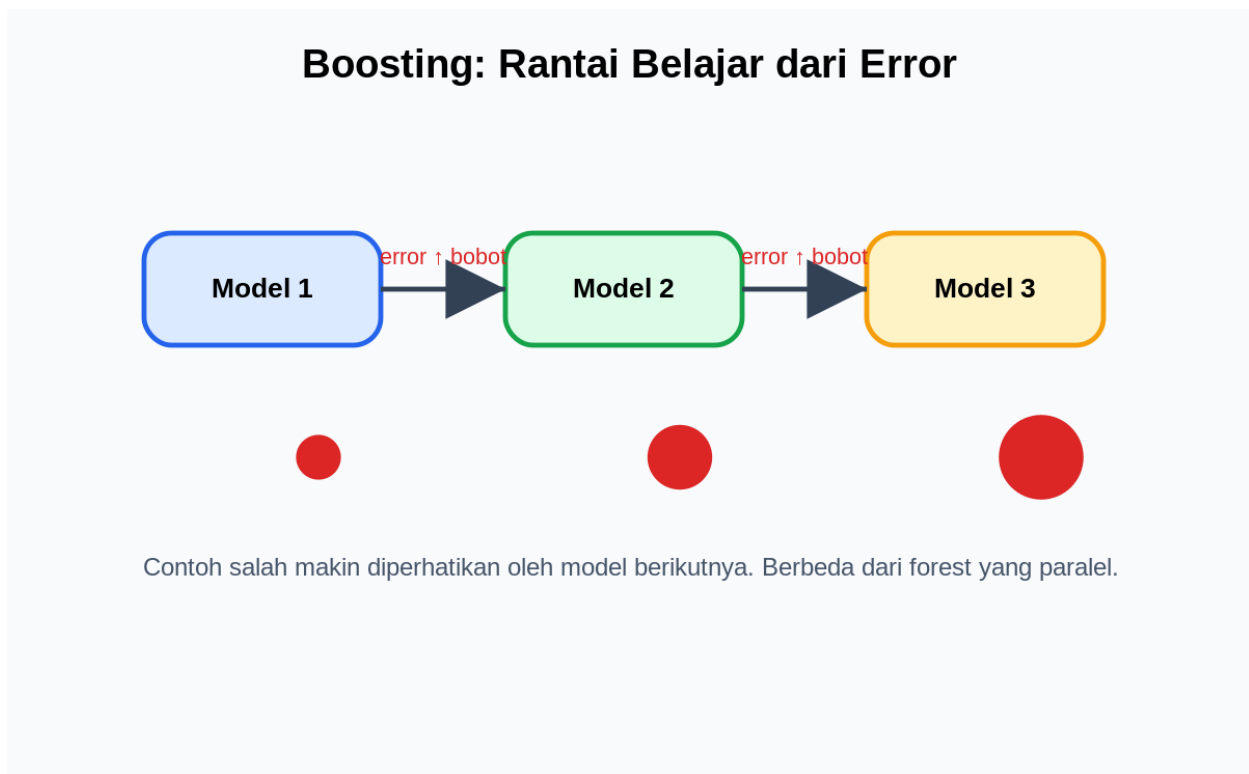 Boosting: Rantai Belajar dari Error
error ↑ bobot
error ↑ bobot
Model 1
Model 2
Model 3
Contoh salah makin diperhatikan oleh model berikutnya. Berbeda dari forest yang paralel.